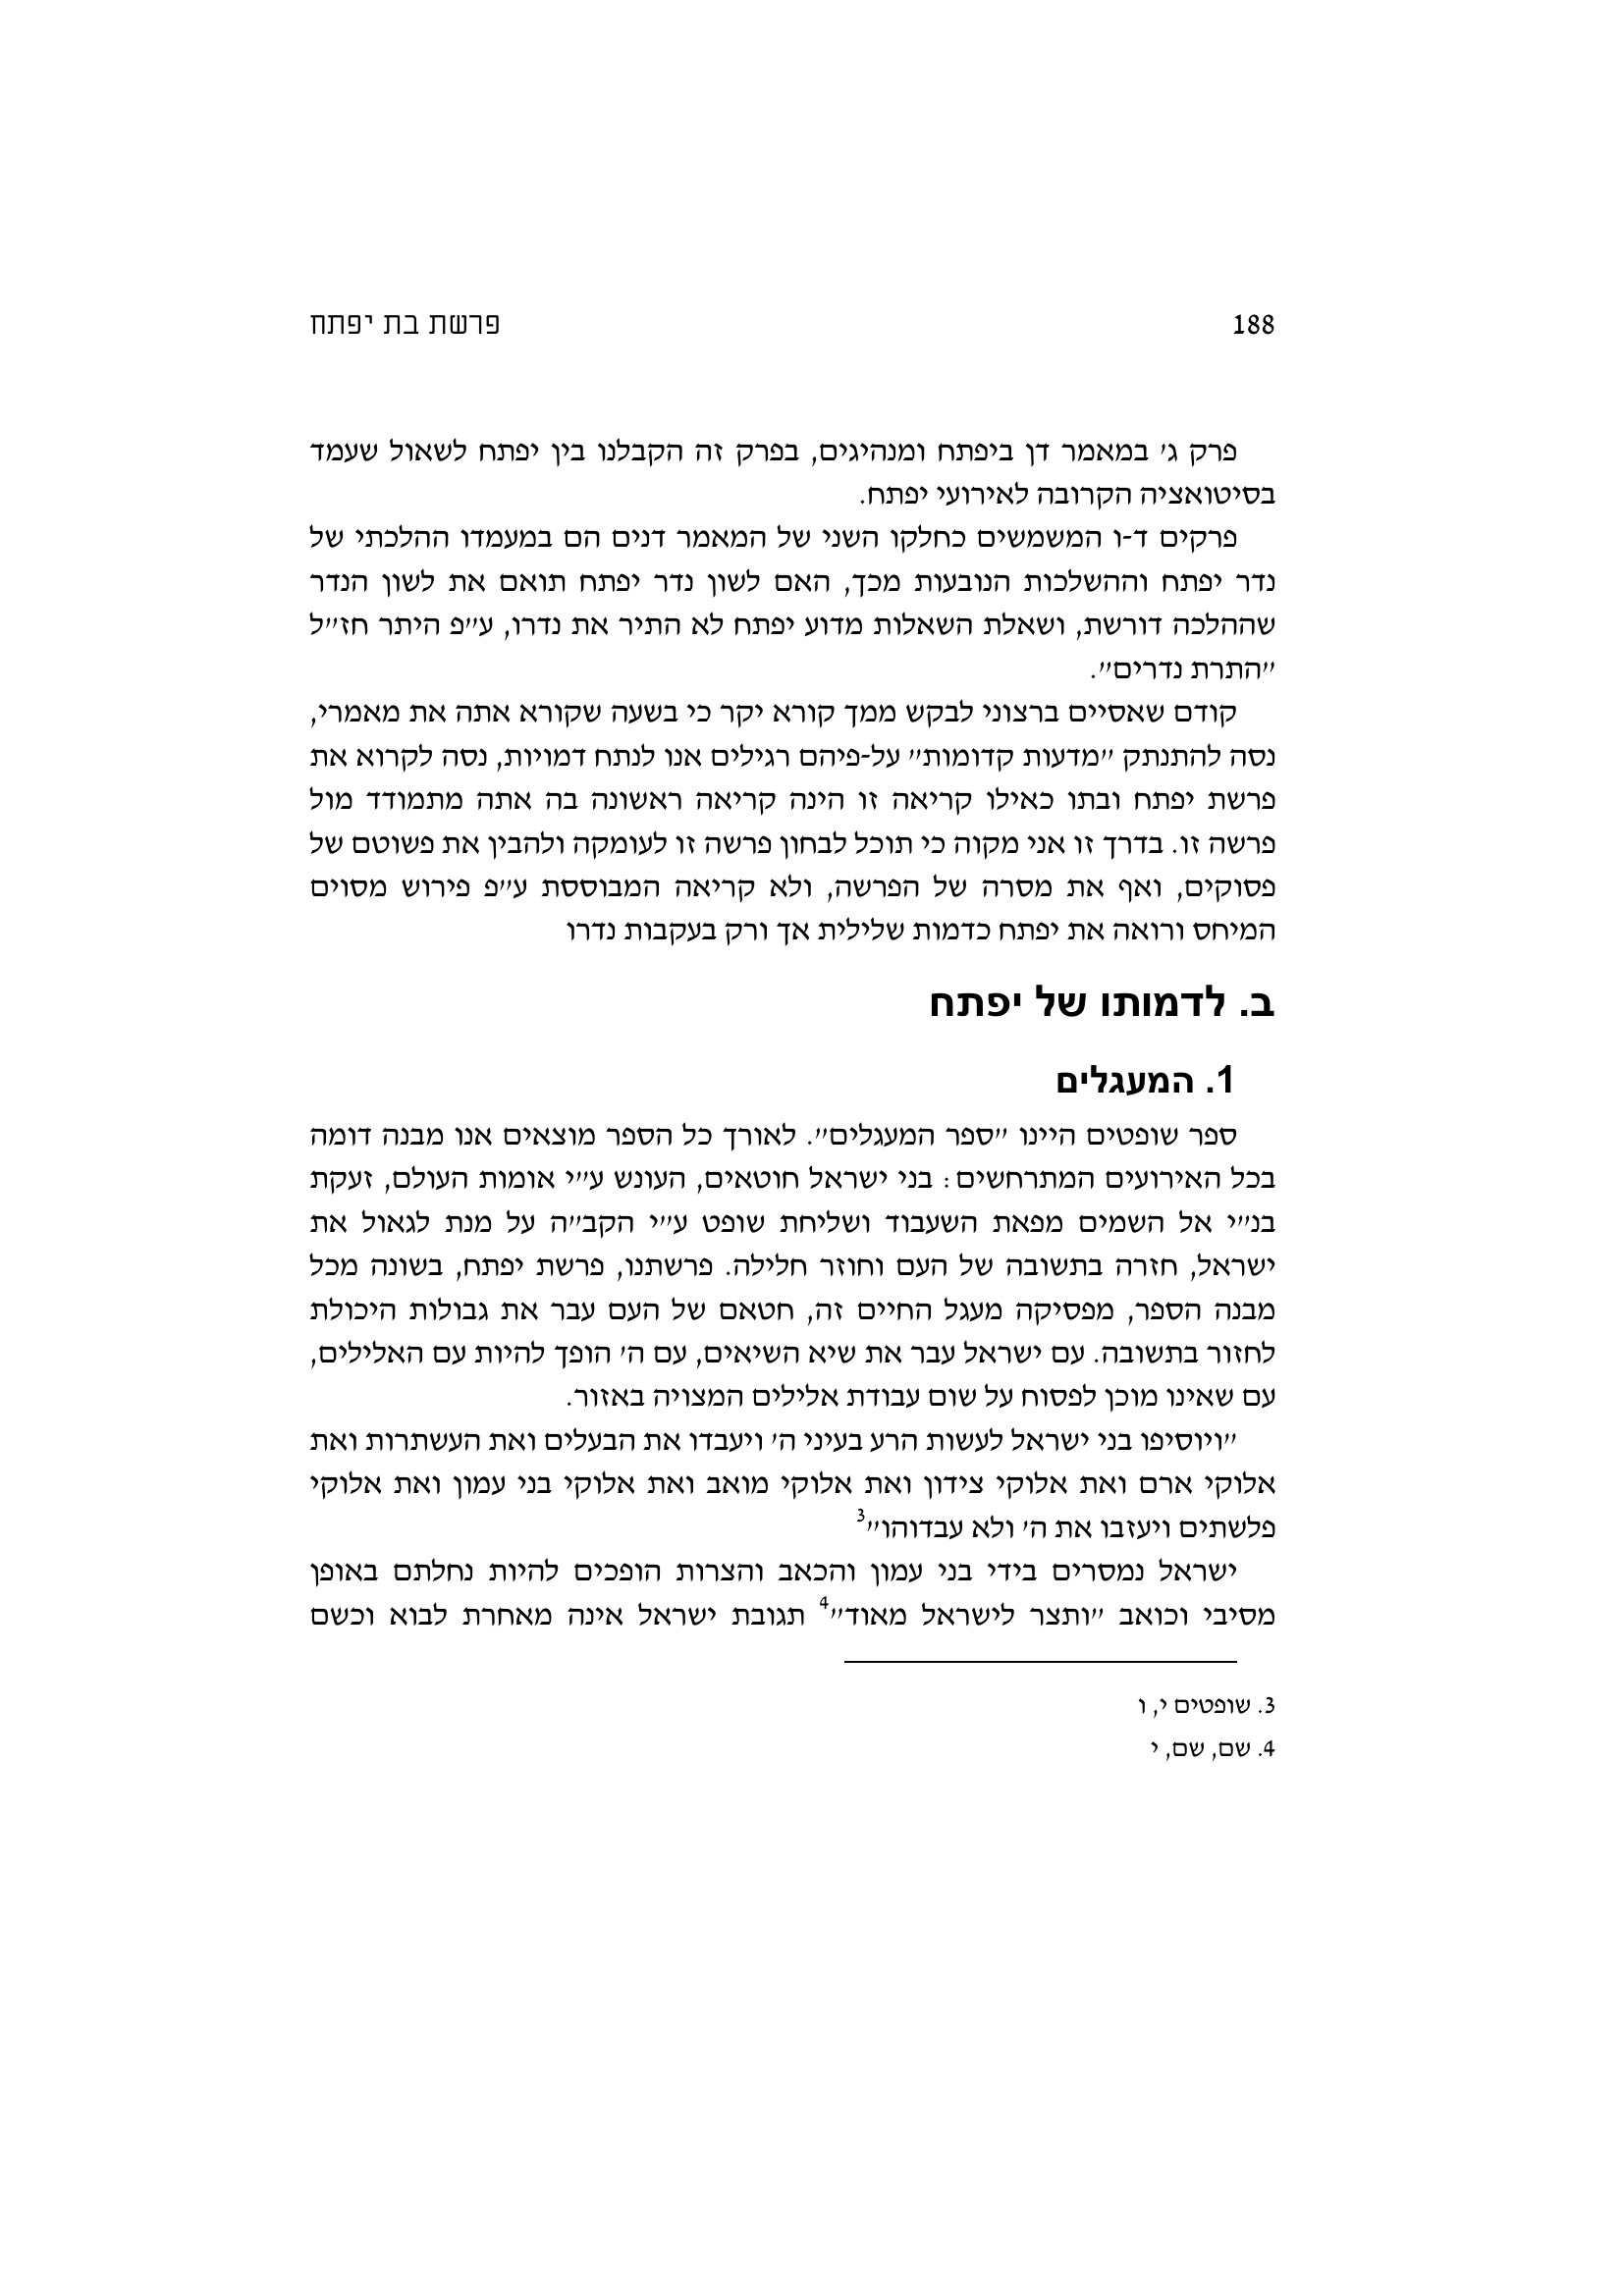 188 פרשת בת יפתח
פרק ג' במאמר דן ביפתח ומנהיגים, בפרק זה הקבלנו בין יפתח לשאול שעמד
בסיטואציה הקרובה לאירועי יפתח.
פרקים ד-ו המשמשים כחלקו השני של המאמר דנים הם במעמדו ההלכתי של
נדר יפתח וההשלכות הנובעות מכך, האם לשון נדר יפתח תואם את לשון הנדר
שההלכה דורשת, ושאלת השאלות מדוע יפתח לא התיר את נדרו, ע"פ היתר חז"ל
"התרת נדרים".
קודם שאסיים ברצוני לבקש ממך קורא יקר כי בשעה שקורא אתה את מאמרי,
נסה להתנתק "מדעות קדומות" על-פיהם רגילים אנו לנתח דמויות, נסה לקרוא את
פרשת יפתח ובתו כאילו קריאה זו הינה קריאה ראשונה בה אתה מתמודד מול
פרשה זו. בדרך זו אני מקוה כי תוכל לבחון פרשה זו לעומקה ולהבין את פשוטם של
פסוקים, ואף את מסרה של הפרשה, ולא קריאה המבוססת ע"פ פירוש מסוים
המיחס ורואה את יפתח כדמות שלילית אך ורק בעקבות נדרו
ב. לדמותו של יפתח
1. המעגלים
ספר שופטים היינו "ספר המעגלים". לאורך כל הספר מוצאים אנו מבנה דומה
בכל האירועים המתרחשים: בני ישראל חוטאים, העונש ע"י אומות העולם, זעקת
בנ"י אל השמים מפאת השעבוד ושליחת שופט ע"י הקב"ה על מנת לגאול את
ישראל, חזרה בתשובה של העם וחוזר חלילה. פרשתנו, פרשת יפתח, בשונה מכל
מבנה הספר, מפסיקה מעגל החיים זה, חטאם של העם עבר את גבולות היכולת
לחזור בתשובה. עם ישראל עבר את שיא השיאים, עם ה' הופך להיות עם האלילים,
עם שאינו מוכן לפסוח על שום עבודת אלילים המצויה באזור.
"ויוסיפו בני ישראל לעשות הרע בעיני ה' ויעבדו את הבעלים ואת העשתרות ואת
אלוקי ארם ואת אלוקי צידון ואת אלוקי מואב ואת אלוקי בני עמון ואת אלוקי
פלשתים ויעזבו את ה' ולא עבדוהו"3
ישראל נמסרים בידי בני עמון והכאב והצרות הופכים להיות נחלתם באופן
מסיבי וכואב "ותצר לישראל מאוד"4 תגובת ישראל אינה מאחרת לבוא וכשם
3. שופטים י, ו
4. שם, שם, י